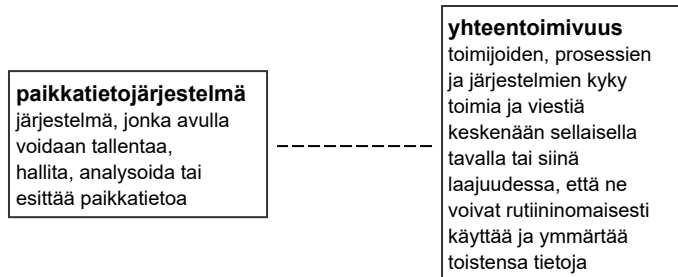 paikkatietojärjestelmä
järjestelmä, jonka avulla
voidaan tallentaa,
hallita, analysoida tai
esittää paikkatietoa
yhteentoimivuus
toimijoiden, prosessien
ja järjestelmien kyky
toimia ja viestiä
keskenään sellaisella
tavalla tai siinä
laajuudessa, että ne
voivat rutiininomaisesti
käyttää ja ymmärtää
toistensa tietoja